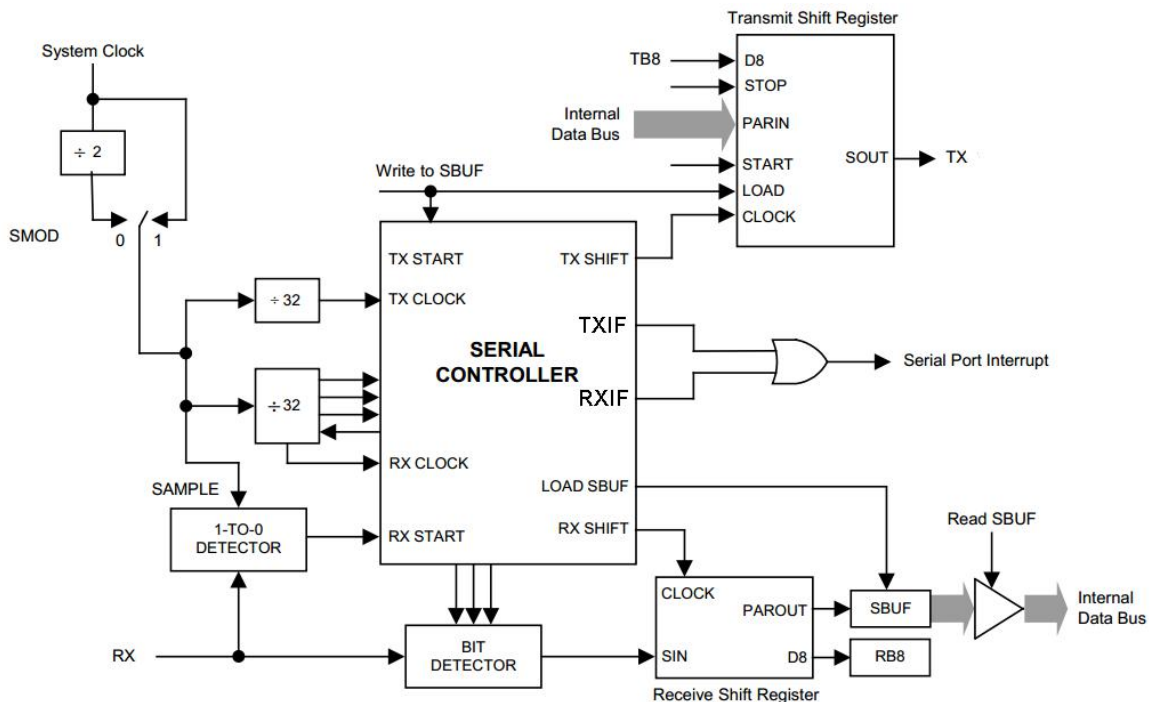 Transmit Shift Register
System Clock
TB8
D8
STOP
Internal
Data Bus
PARIN
÷ 2
START
SOUT
TX
Write to SBUF
LOAD
CLOCK
SMOD
0 1
TX START
TX SHIFT
÷ 32
TX CLOCK
TXIF
SERIAL
CONTROLLER
Serial Port Interrupt
÷ 32
RXIF
RX CLOCK
LOAD SBUF
SAMPLE
1-TO-0
DETECTOR
RX START
RX SHIFT
Read SBUF
CLOCK
PAROUT
SBUF
Internal
Data Bus
RX
BIT
DETECTOR
SIN
D8
RB8
Receive Shift Register